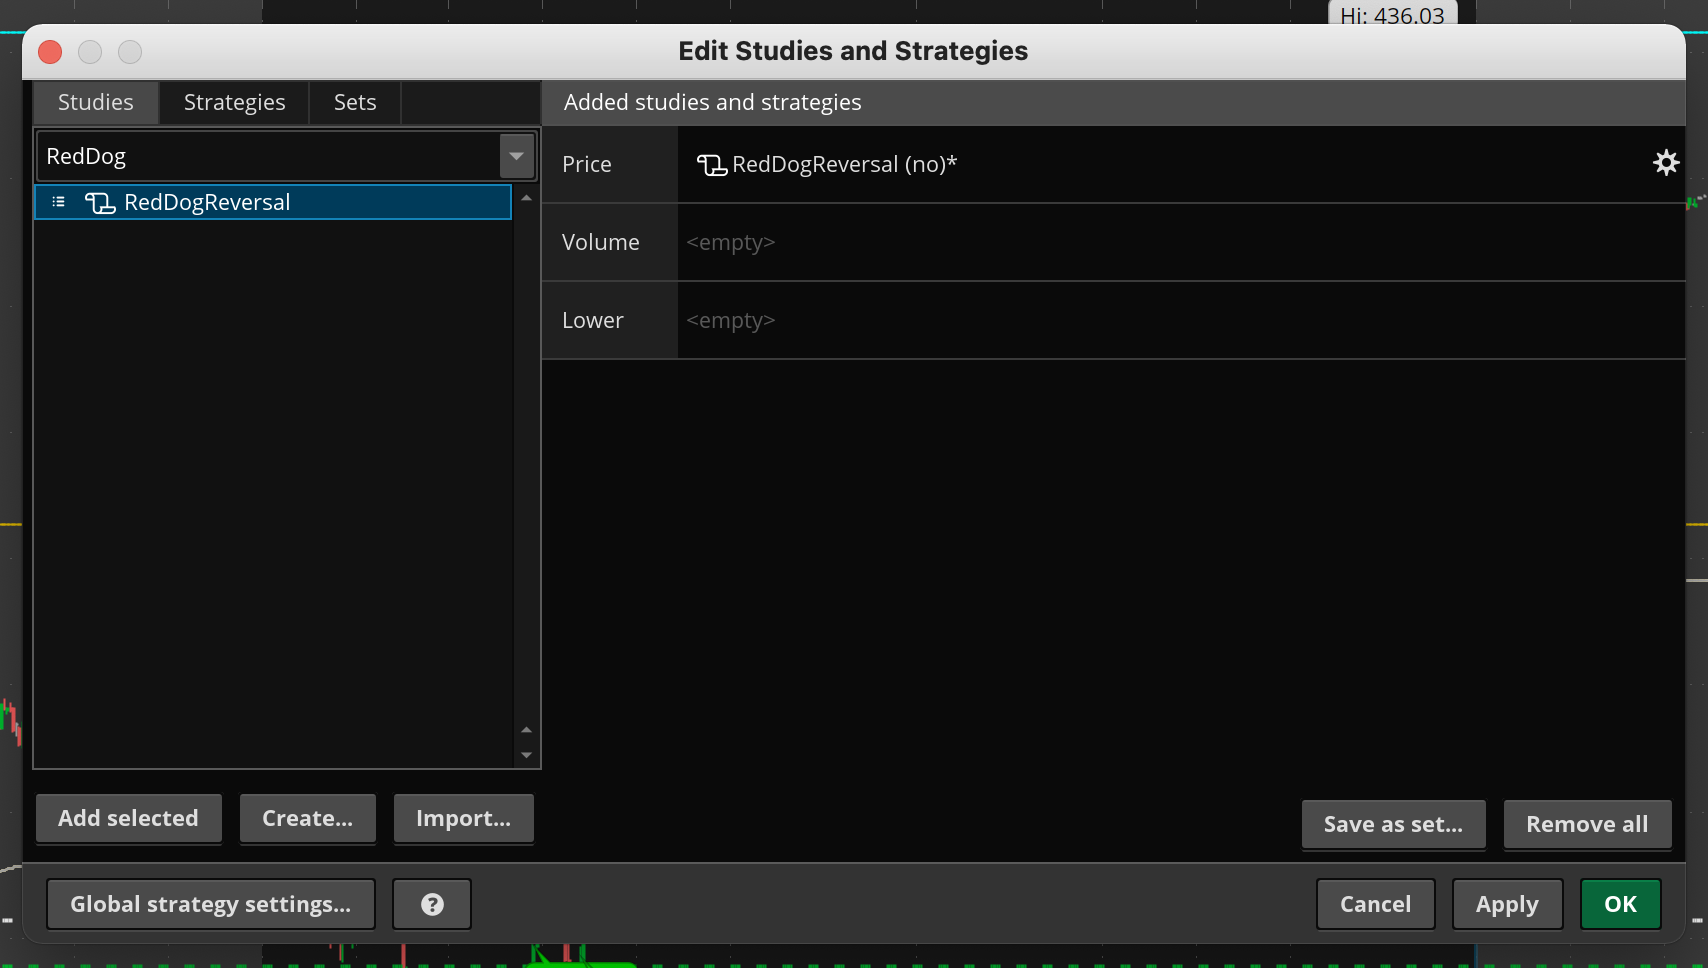 Hi: 436.03
Edit Studies and Strategies
Studies Strategies Sets
RedDog
RedDogReversal
Added studies and strategies
Price RedDogReversal (no)*
Volume <empty>
Lower <empty>
Add selected Create... Import...
Save as set... Remove all
Global strategy settings... ?
Cancel Apply OK